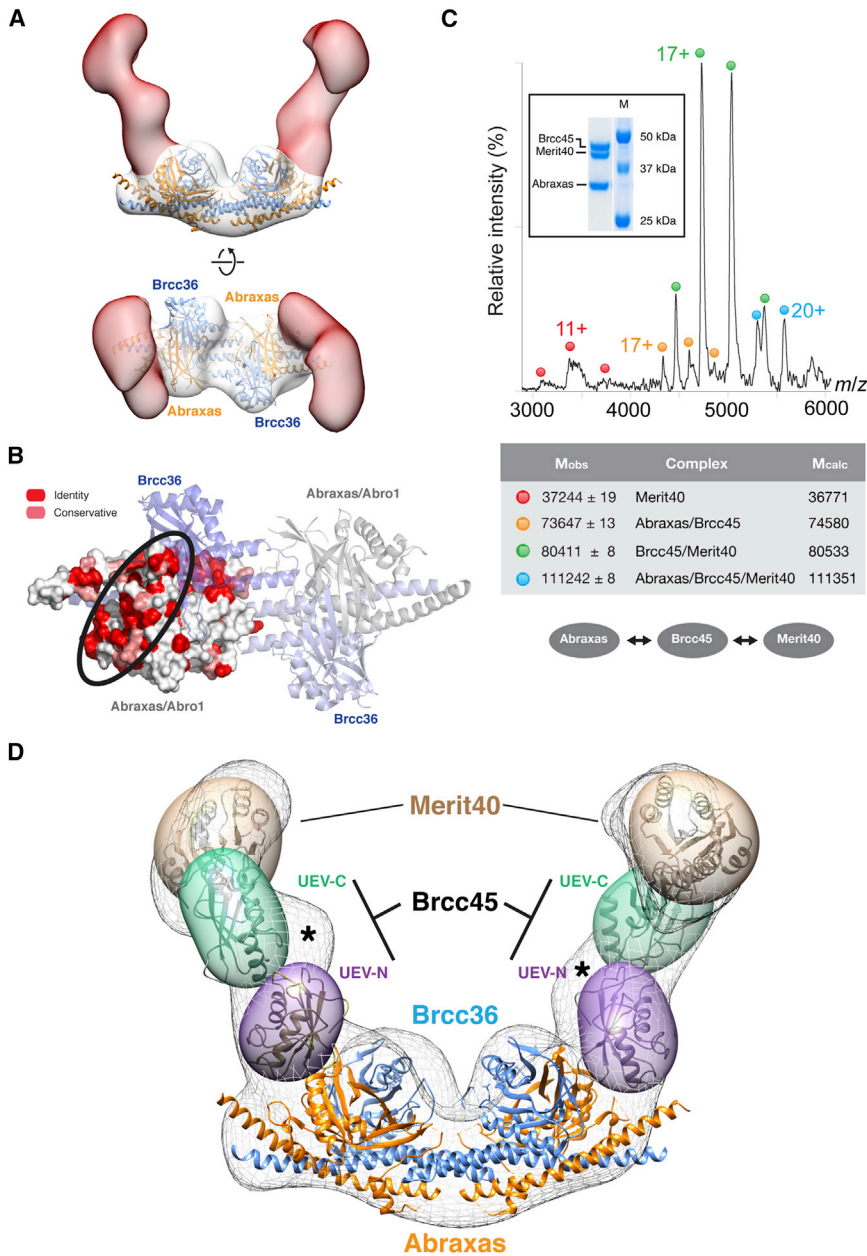 A
Brcc36
Abraxas
Abraxas
Brcc36
B
Identity
Conservative
Brcc36
Abraxas/Abro1
Abraxas/Abro1
Brcc36
C
Relative intensity (%)
17+
M
Brcc45
Merit40
Abraxas
50 kDa
37 kDa
25 kDa
11+
17+
20+
m/z
3000 4000 5000 6000
Mobs Complex Mcalc
37244 ± 19 Merit40 36771
73647 ± 13 Abraxas/Brcc45 74580
80411 ± 8 Brcc45/Merit40 80533
111242 ± 8 Abraxas/Brcc45/Merit40 111351
Abraxas Brcc45 Merit40
D
Merit40
UEV-C UEV-C
Brcc45
* *
UEV-N UEV-N
Brcc36
Abraxas